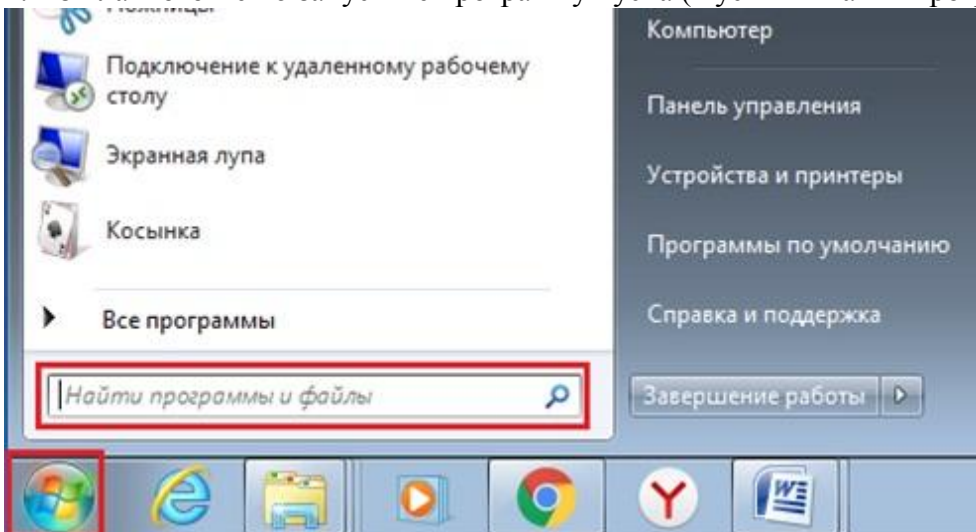 Ножницы
Подключение к удаленному рабочему
столу
Экранная лупа
Косынка
Все программы
Найти программы и файлы
Компьютер
Панель управления
Устройства и принтеры
Программы по умолчанию
Справка и поддержка
Завершение работы